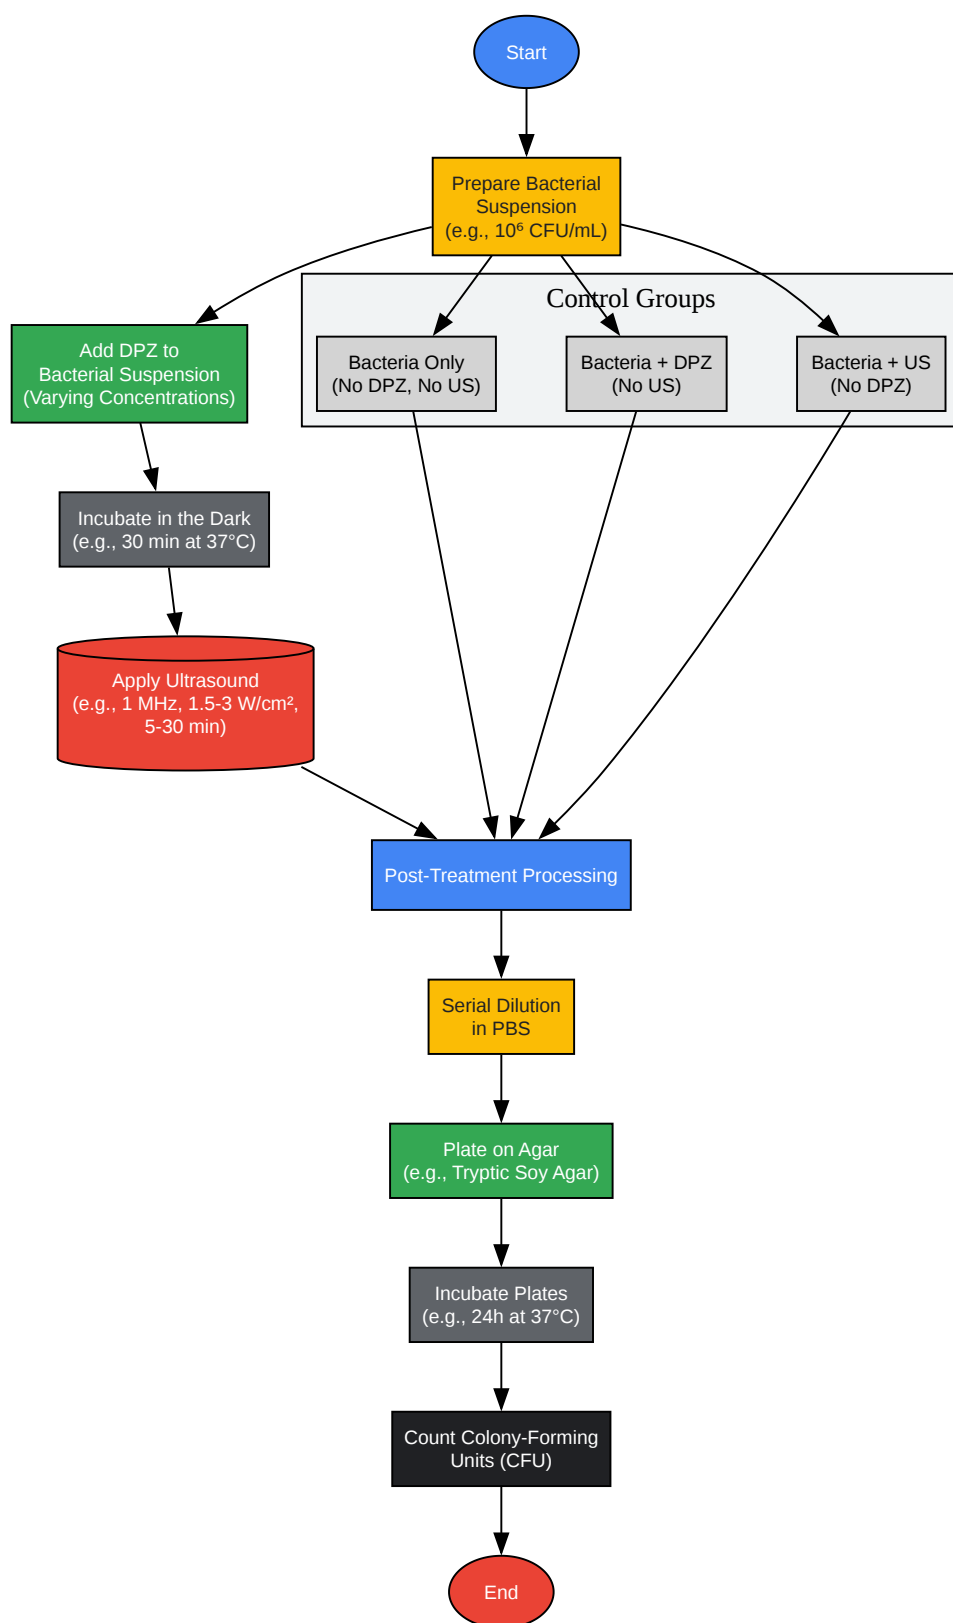 Start
Prepare Bacterial
Suspension
(e.g., 10⁶ CFU/mL)
Control Groups
Add DPZ to
Bacterial Suspension
(Varying Concentrations)
Bacteria Only
(No DPZ, No US)
Bacteria + DPZ
(No US)
Bacteria + US
(No DPZ)
Incubate in the Dark
(e.g., 30 min at 37°C)
Apply Ultrasound
(e.g., 1 MHz, 1.5-3 W/cm²,
5-30 min)
Post-Treatment Processing
Serial Dilution
in PBS
Plate on Agar
(e.g., Tryptic Soy Agar)
Incubate Plates
(e.g., 24h at 37°C)
Count Colony-Forming
Units (CFU)
End